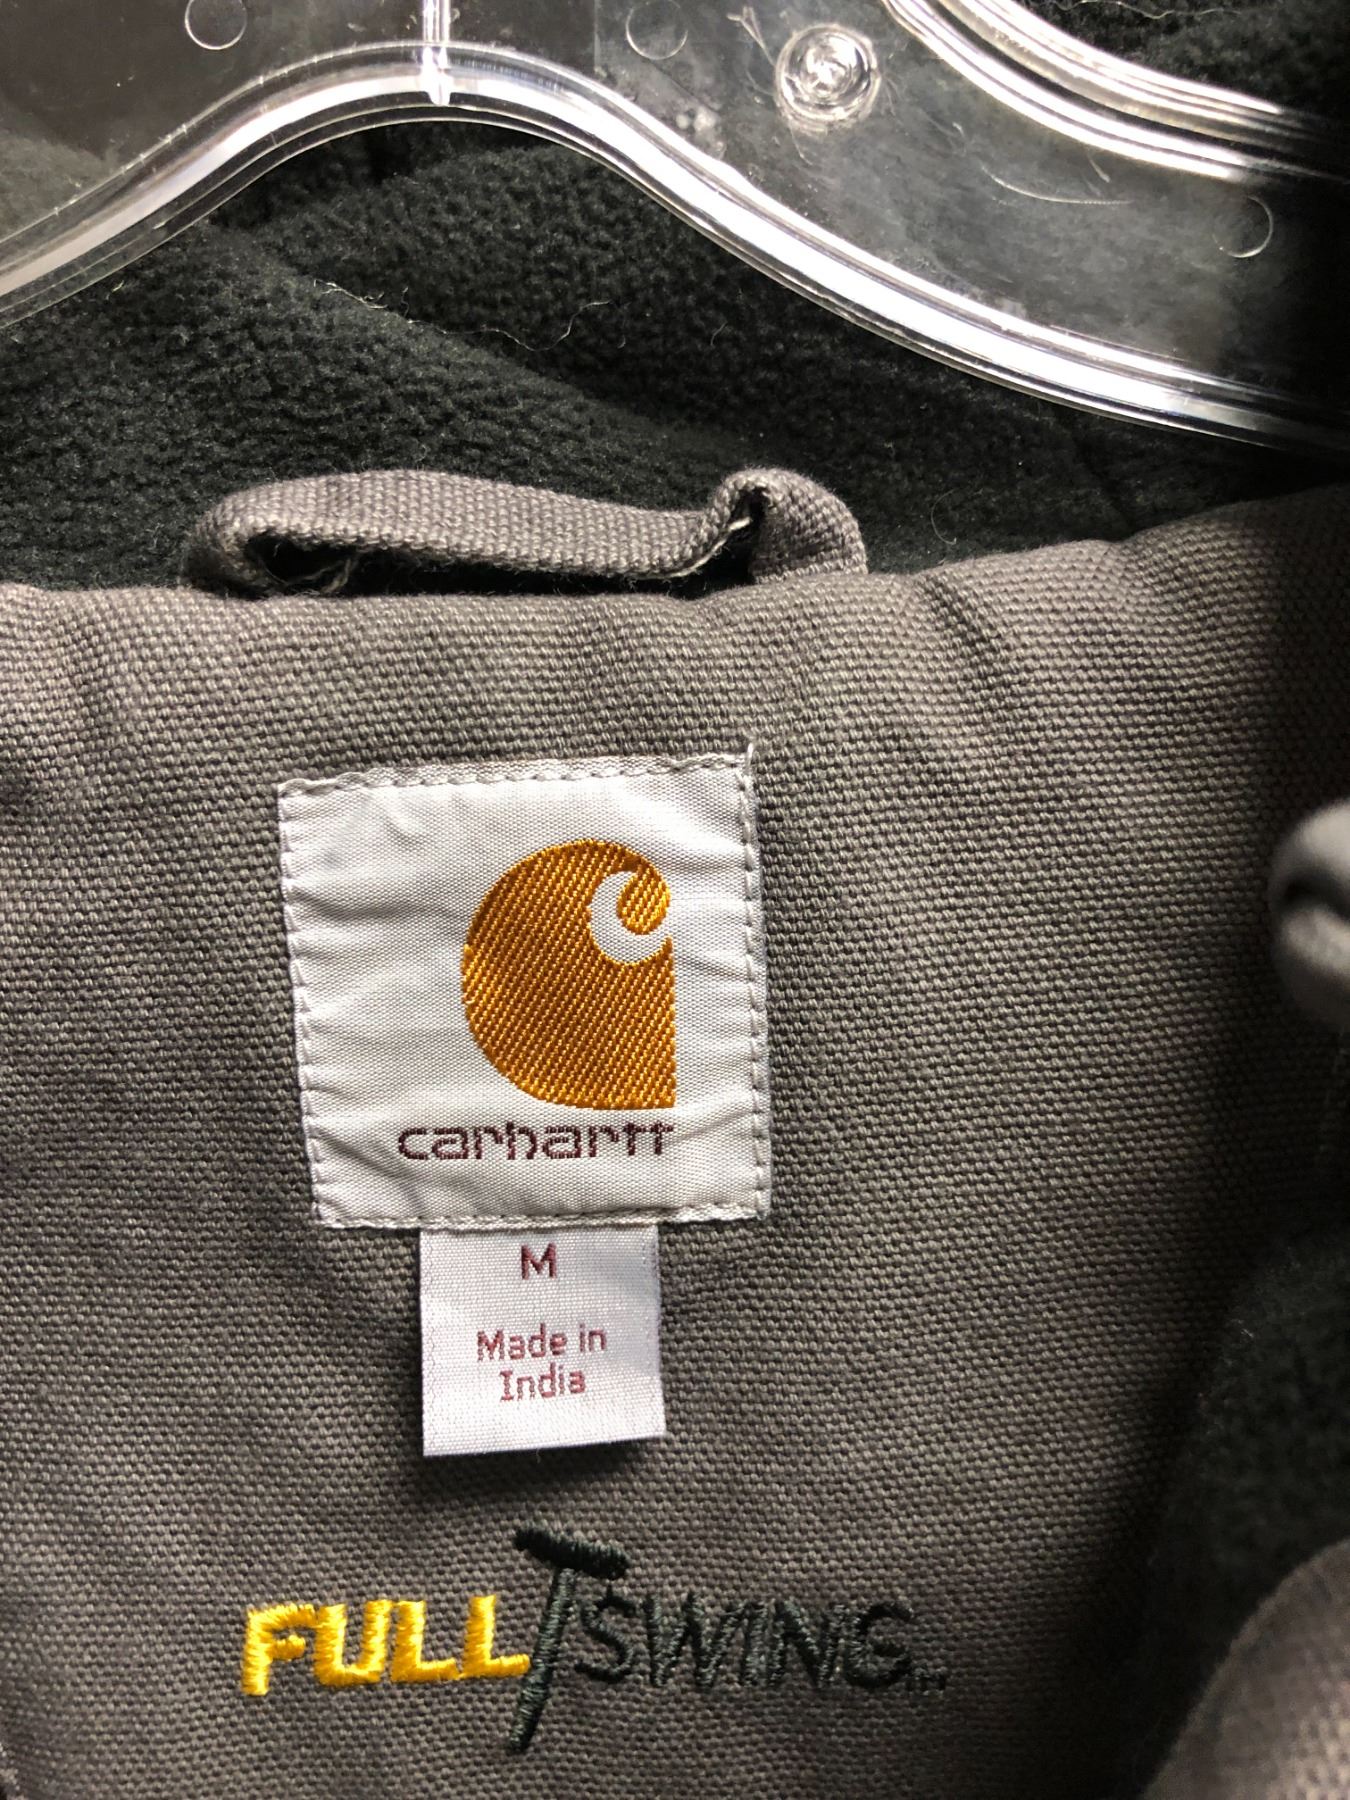 carhartt
M
Made in
India
FULL SWING